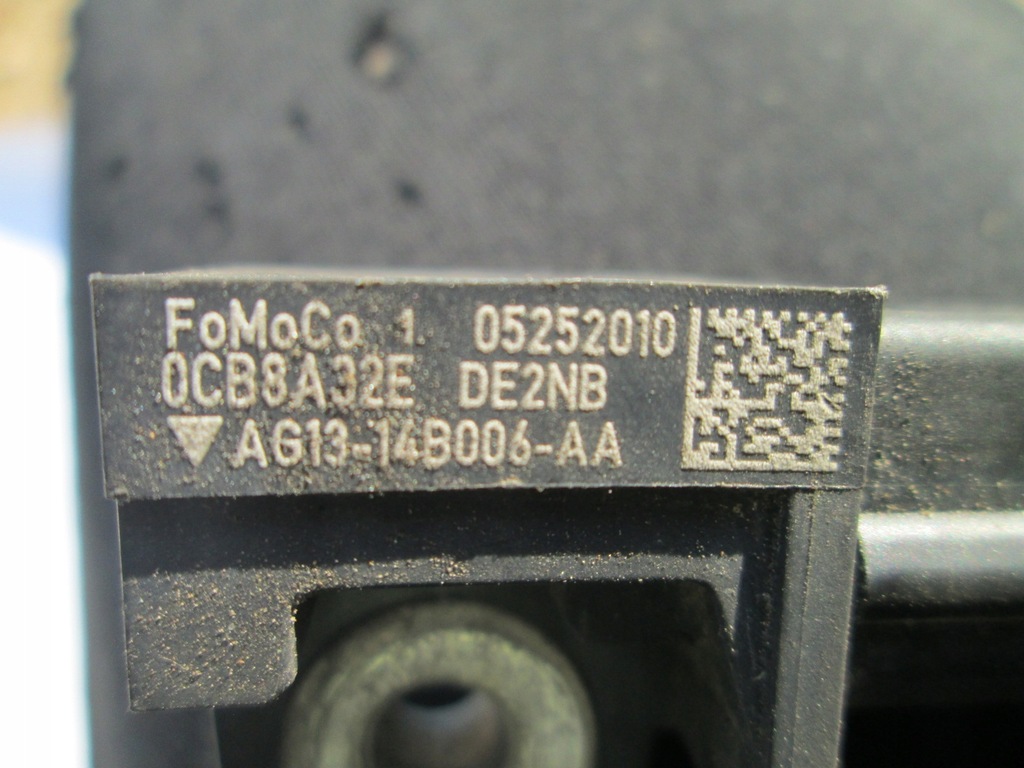 FoMoCo 1. 05252010
0CB8A32E DE2NB
AG13-14B006-AA